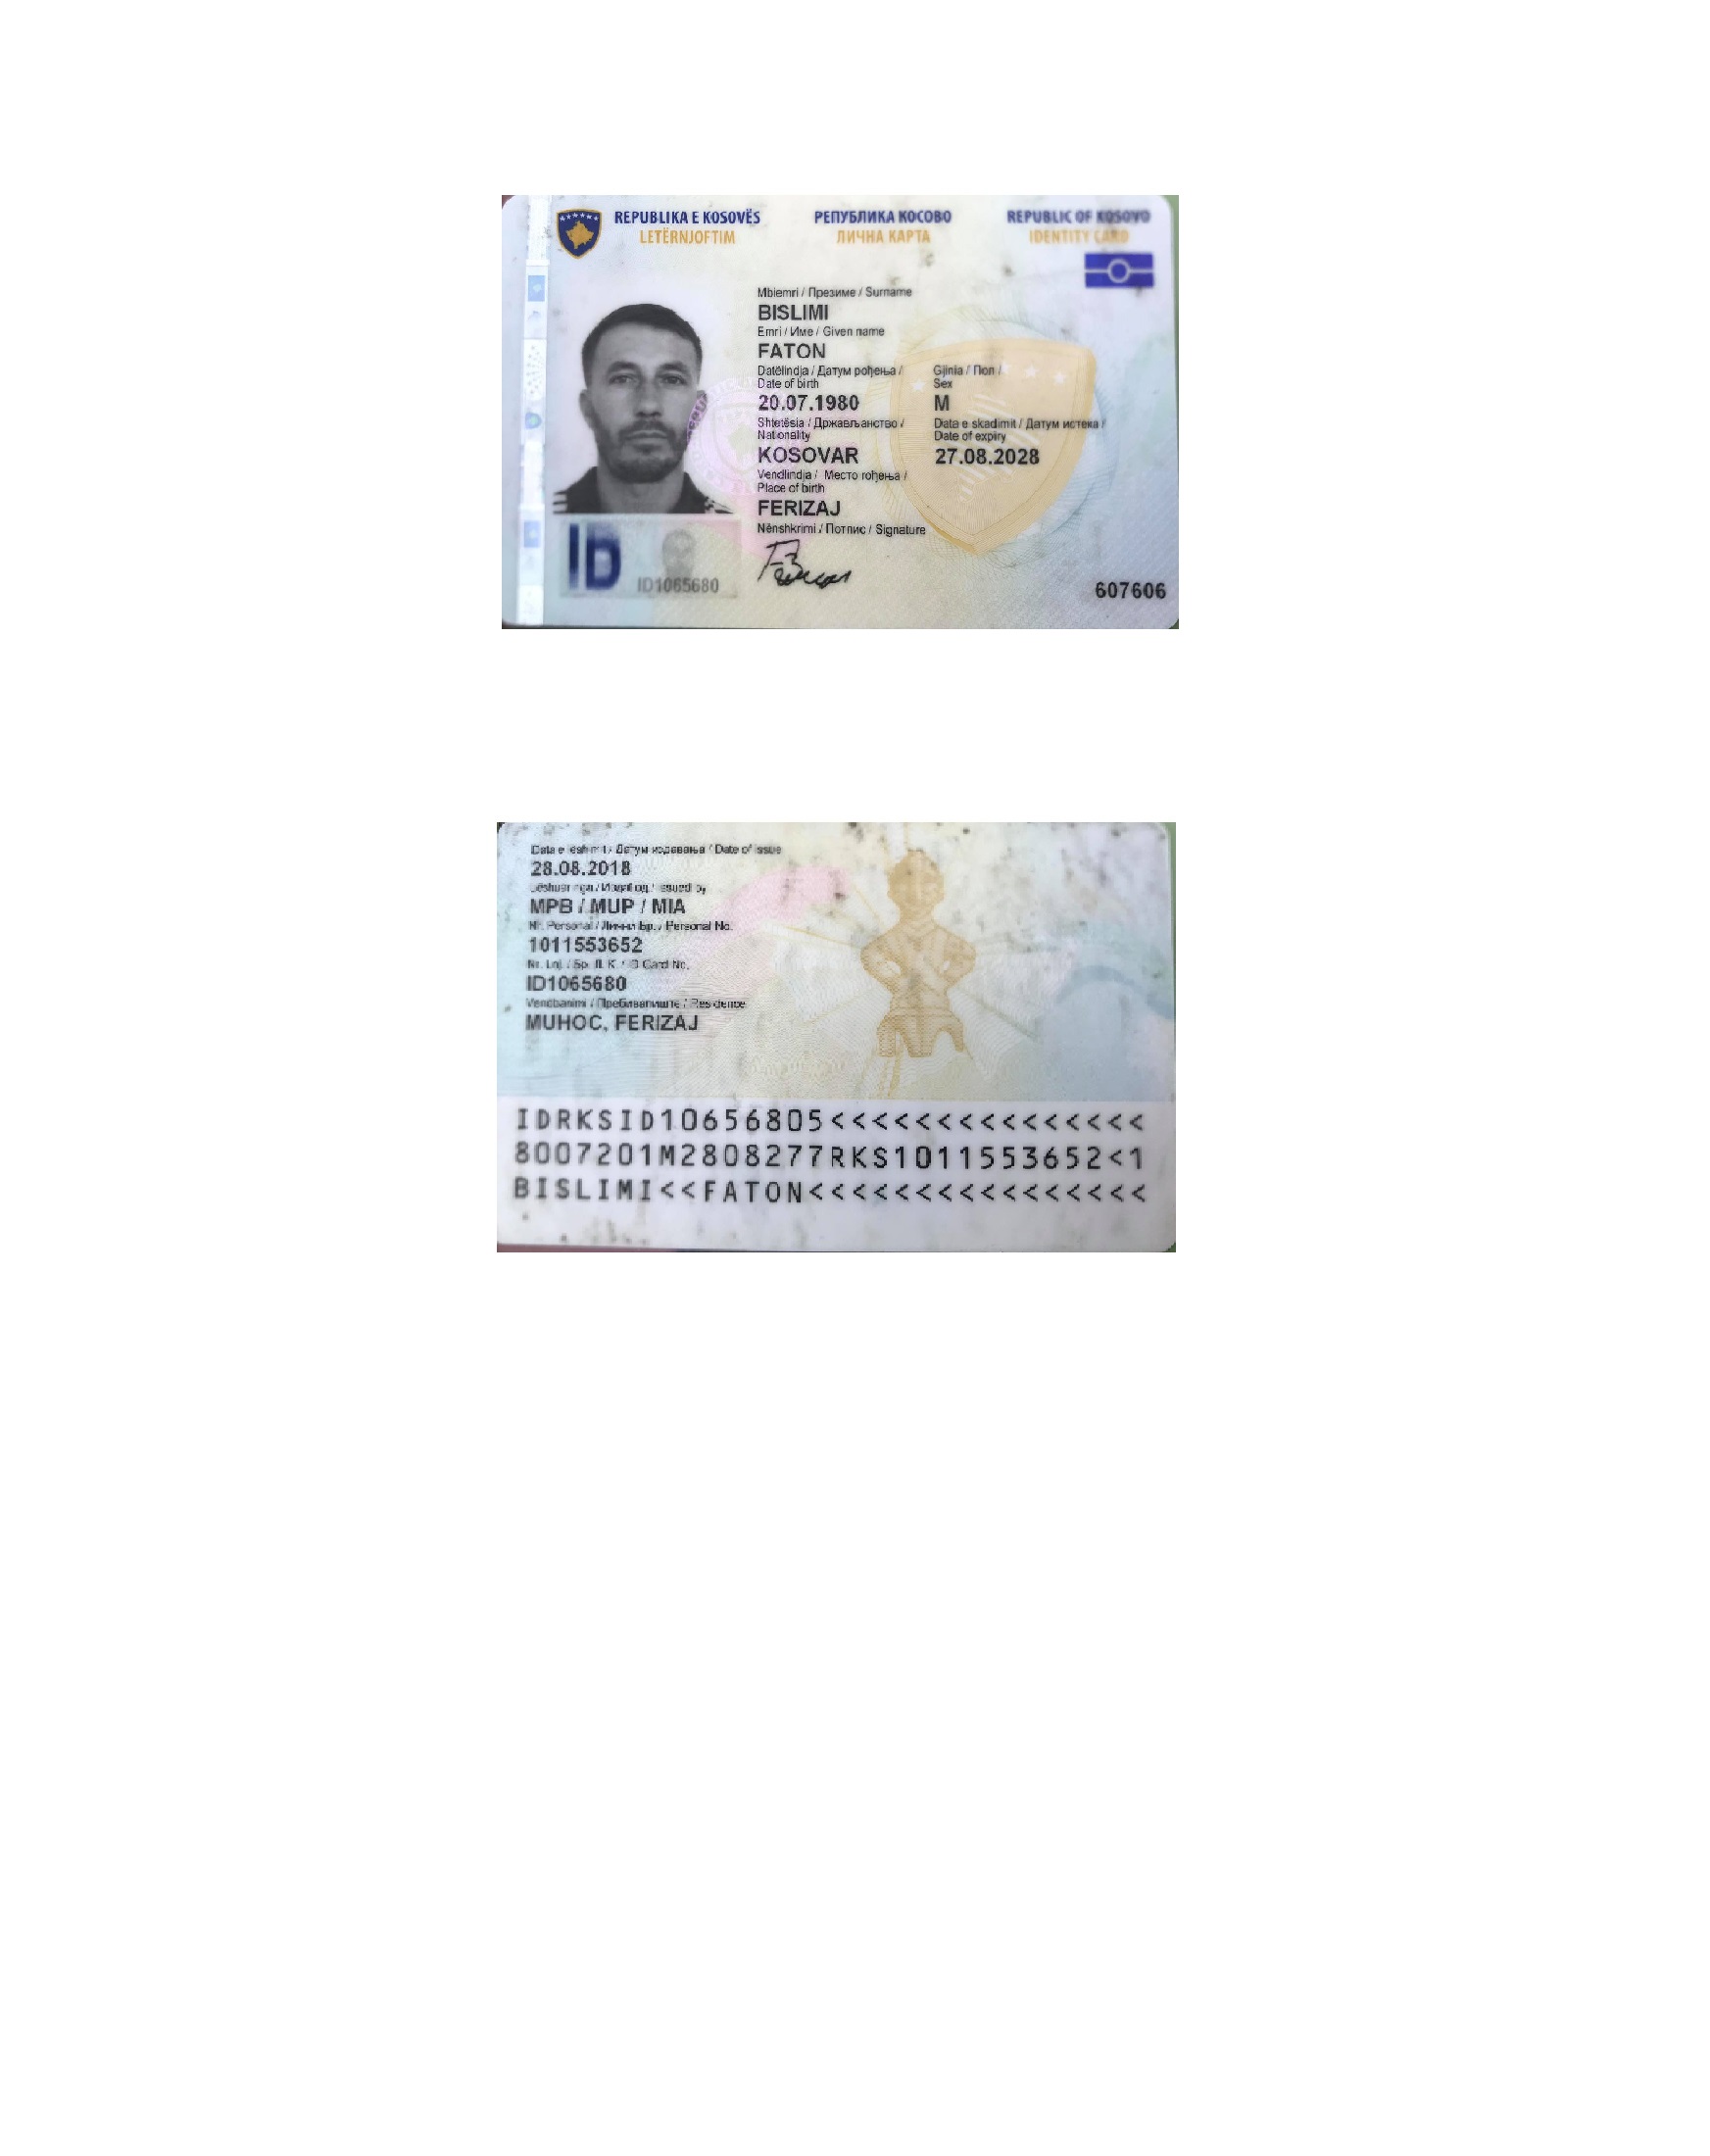 REPUBLIKA E KOSOVËS РЕПУБЛИКА КОСОВО REPUBLIC OF KOSOVO
LETËRNJOFTIM ЛИЧНА КАРТА IDENTITY CARD
Mbiemri / Презиме / Surname
BISLIMI
Emri / Име / Given name
FATON
Datëlindja / Датум рођења / Gjinia / Пол /
Date of birth Sex
20.07.1980 M
Shtetësia / Држављанство / Data e skadimit / Датум истека /
Nationality Date of expiry
KOSOVAR 27.08.2028
Vendlindja / Место рођења /
Place of birth
FERIZAJ
Nënshkrimi / Потпис / Signature
ID
ID1065680
607606
Data e lëshimit / Датум издавања / Date of issue
28.08.2018
Lëshuar nga / Издат од / Issued by
MPB / MUP / MIA
Nr. Personal / Лични Бр. / Personal No.
1011553652
ID Card No.
ID1065680
Vendbanimi / Пребивалиште / Residence
MUHOC, FERIZAJ
IDRKSID10656805<<<<<<<<<<<<<<<
8007201M2808277RKS1011553652<1
BISLIMI<<FATON<<<<<<<<<<<<<<<<